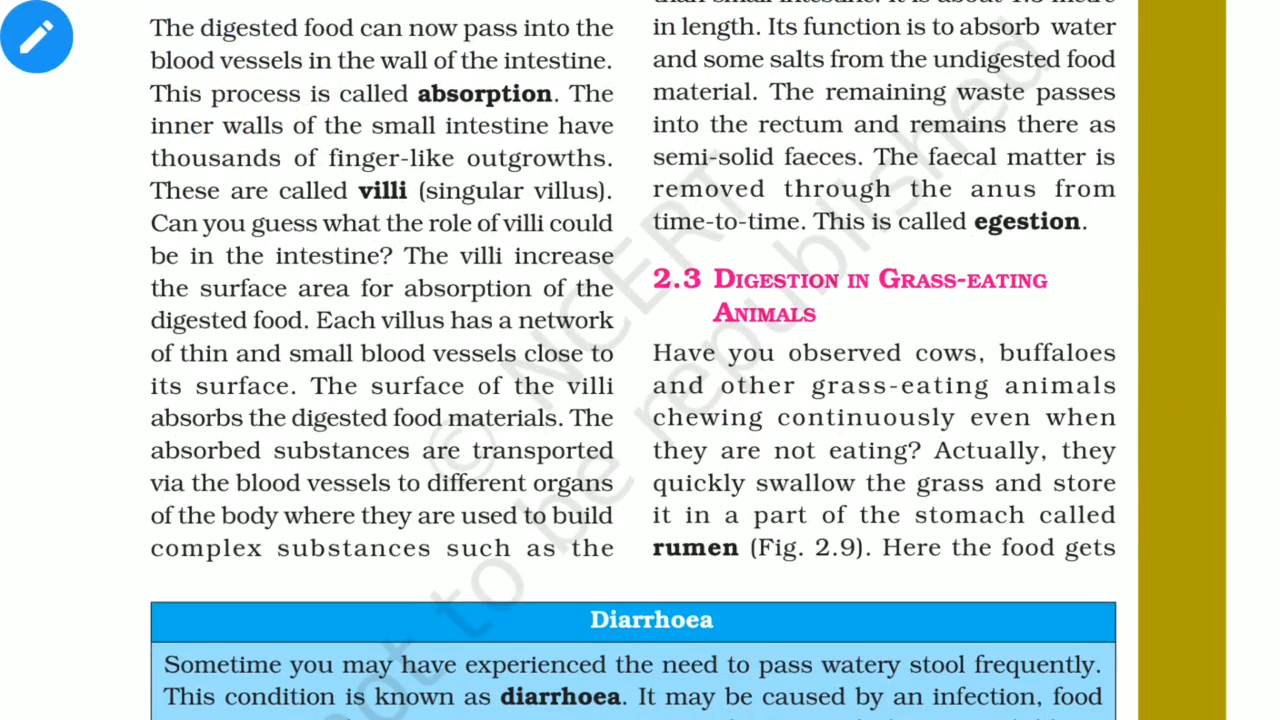 The digested food can now pass into the
blood vessels in the wall of the intestine.
This process is called absorption. The
inner walls of the small intestine have
thousands of finger-like outgrowths.
These are called villi (singular villus).
Can you guess what the role of villi could
be in the intestine? The villi increase
the surface area for absorption of the
digested food. Each villus has a network
of thin and small blood vessels close to
its surface. The surface of the villi
absorbs the digested food materials. The
absorbed substances are transported
via the blood vessels to different organs
of the body where they are used to build
complex substances such as the
in length. Its function is to absorb water
and some salts from the undigested food
material. The remaining waste passes
into the rectum and remains there as
semi-solid faeces. The faecal matter is
removed through the anus from
time-to-time. This is called egestion.
2.3 Digestion in Grass-eating
Animals
Have you observed cows, buffaloes
and other grass-eating animals
chewing continuously even when
they are not eating? Actually, they
quickly swallow the grass and store
it in a part of the stomach called
rumen (Fig. 2.9). Here the food gets
Diarrhoea
Sometime you may have experienced the need to pass watery stool frequently.
This condition is known as diarrhoea. It may be caused by an infection, food
© NCERT
not to be republished